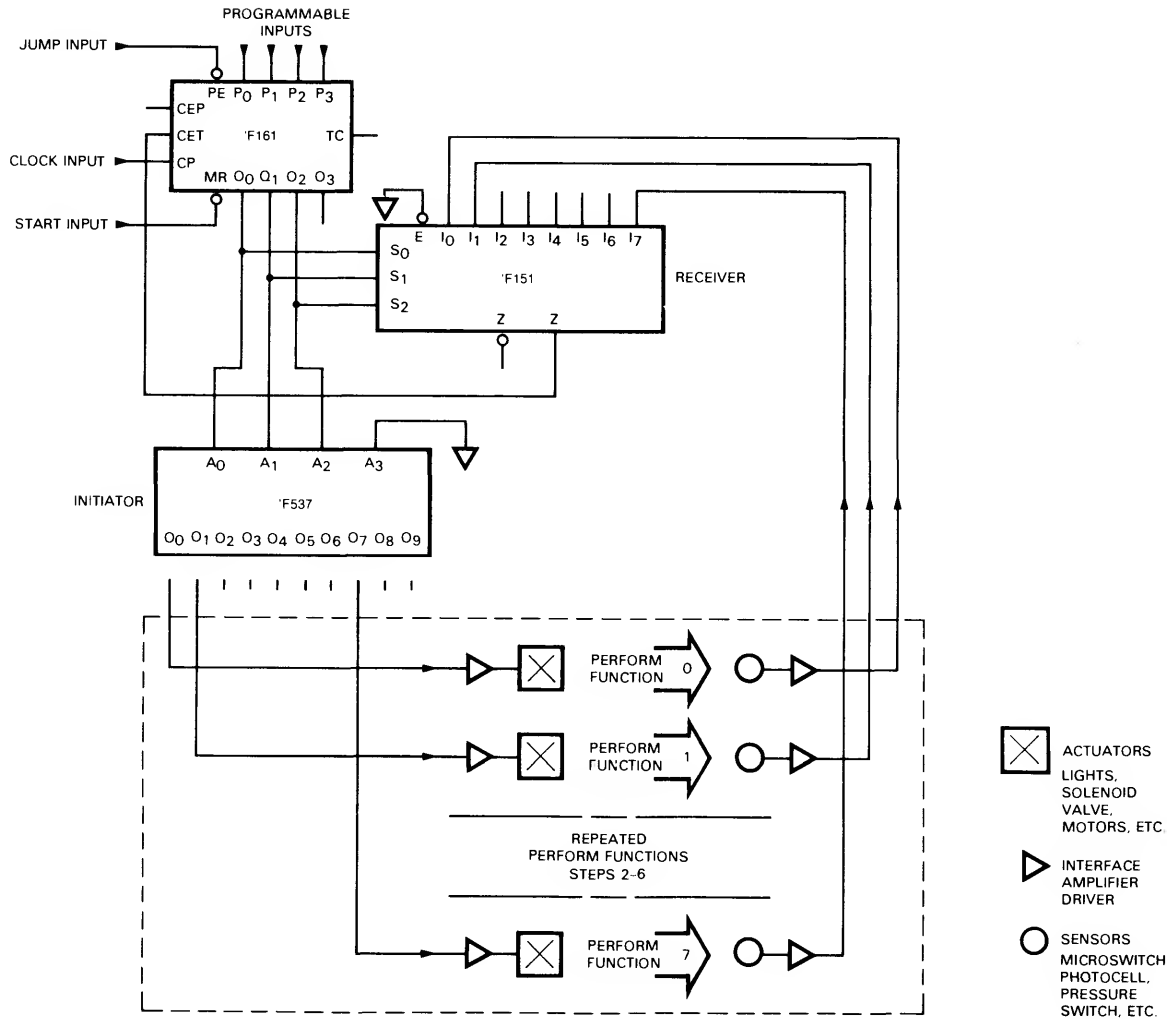 PROGRAMMABLE
INPUTS
JUMP INPUT
PE P0 P1 P2 P3
CEP
CET
'F161
TC
CLOCK INPUT
CP
MR O0 Q1 O2 O3
START INPUT
E I0 I1 I2 I3 I4 I5 I6 I7
S0
S1
S2
'F151
RECEIVER
Z Z
A0 A1 A2 A3
INITIATOR
'F537
O0 O1 O2 O3 O4 O5 O6 O7 O8 O9
PERFORM
FUNCTION
0
PERFORM
FUNCTION
1
REPEATED
PERFORM FUNCTIONS
STEPS 2-6
PERFORM
FUNCTION
7
ACTUATORS
LIGHTS,
SOLENOID
VALVE,
MOTORS, ETC.
INTERFACE
AMPLIFIER
DRIVER
SENSORS
MICROSWITCH
PHOTOCELL,
PRESSURE
SWITCH, ETC.